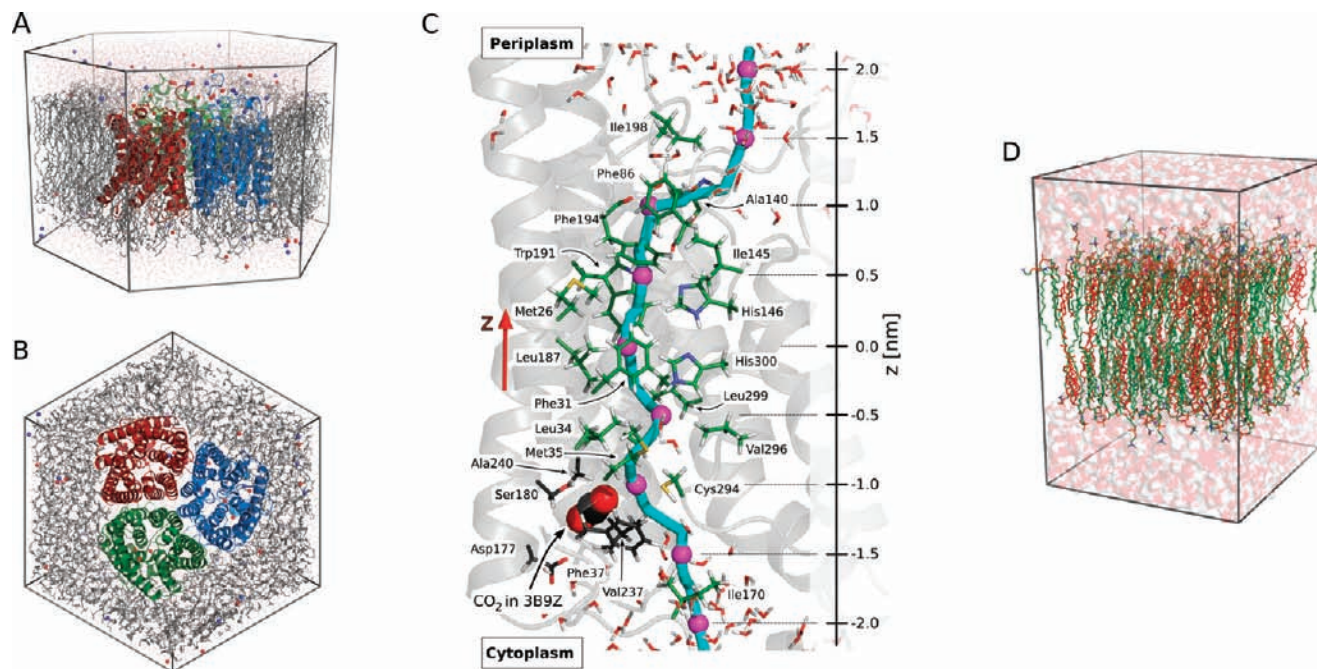 A
B
C
Periplasm
Ile198
Phe86
Ala140
Phe194
Trp191
Ile145
Met26
His146
Z
Leu187
His300
Phe31
Leu299
Leu34
Val296
Met35
Ala240
Cys294
Ser180
Asp177
Phe37
Val237
Ile170
CO2 in 3B9Z
Cytoplasm
2.0
1.5
1.0
0.5
0.0
-0.5
-1.0
-1.5
-2.0
z [nm]
D